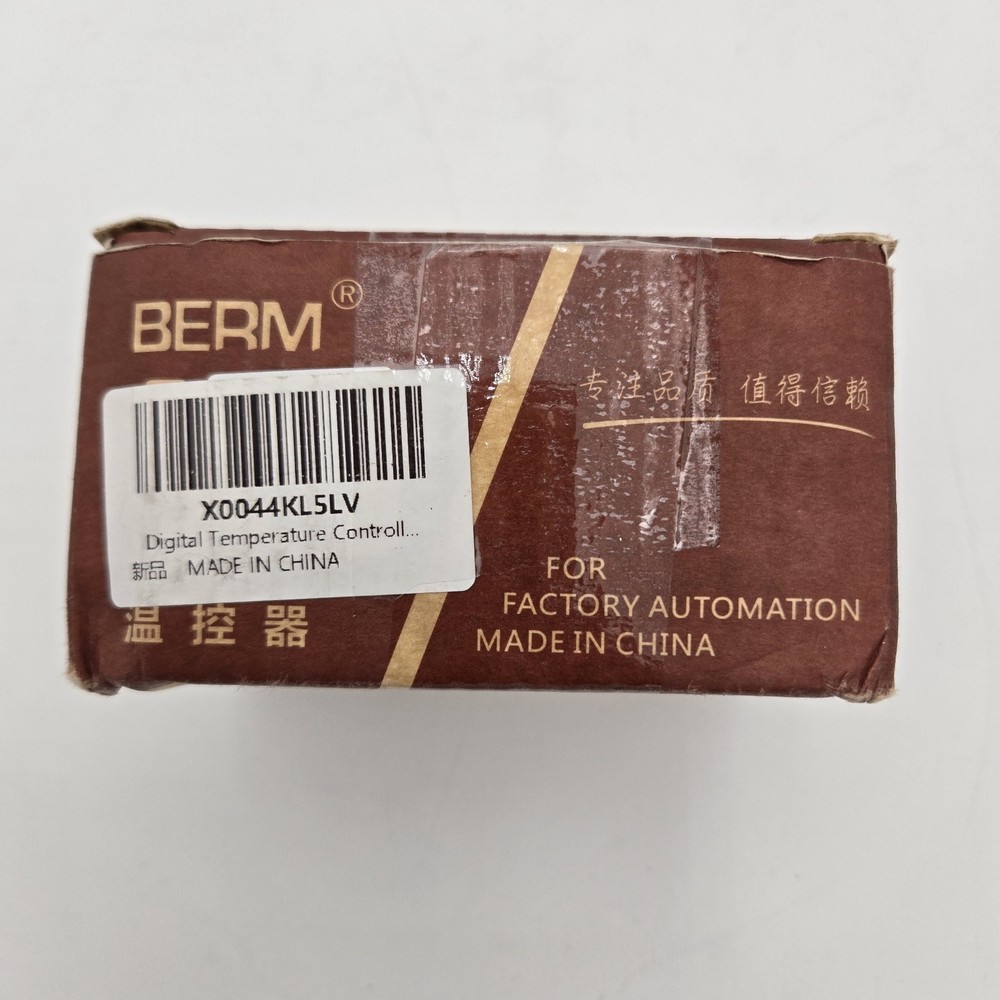 BERM®
专注品质 值得信赖
X0044KL5LV
Digital Temperature Controll...
新品 MADE IN CHINA
温控器
FOR
FACTORY AUTOMATION
MADE IN CHINA